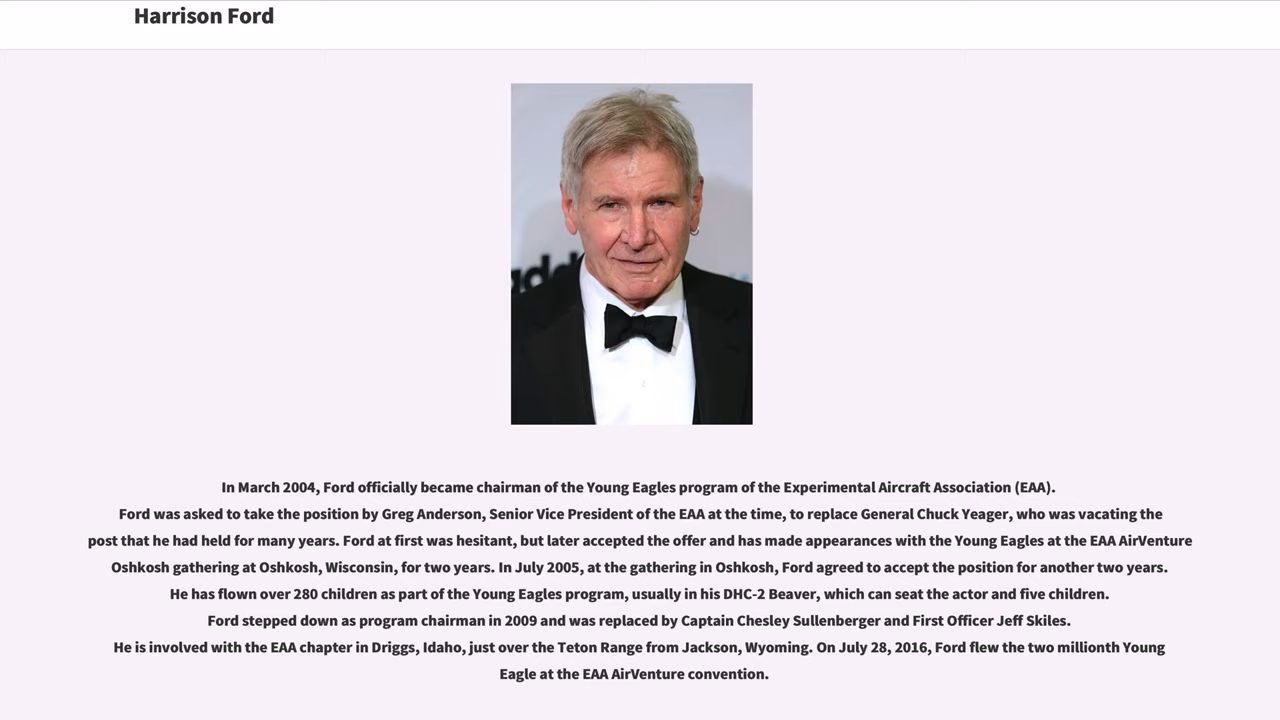 Harrison Ford
In March 2004, Ford officially became chairman of the Young Eagles program of the Experimental Aircraft Association (EAA).
Ford was asked to take the position by Greg Anderson, Senior Vice President of the EAA at the time, to replace General Chuck Yeager, who was vacating the
post that he had held for many years. Ford at first was hesitant, but later accepted the offer and has made appearances with the Young Eagles at the EAA AirVenture
Oshkosh gathering at Oshkosh, Wisconsin, for two years. In July 2005, at the gathering in Oshkosh, Ford agreed to accept the position for another two years.
He has flown over 280 children as part of the Young Eagles program, usually in his DHC-2 Beaver, which can seat the actor and five children.
Ford stepped down as program chairman in 2009 and was replaced by Captain Chesley Sullenberger and First Officer Jeff Skiles.
He is involved with the EAA chapter in Driggs, Idaho, just over the Teton Range from Jackson, Wyoming. On July 28, 2016, Ford flew the two millionth Young
Eagle at the EAA AirVenture convention.